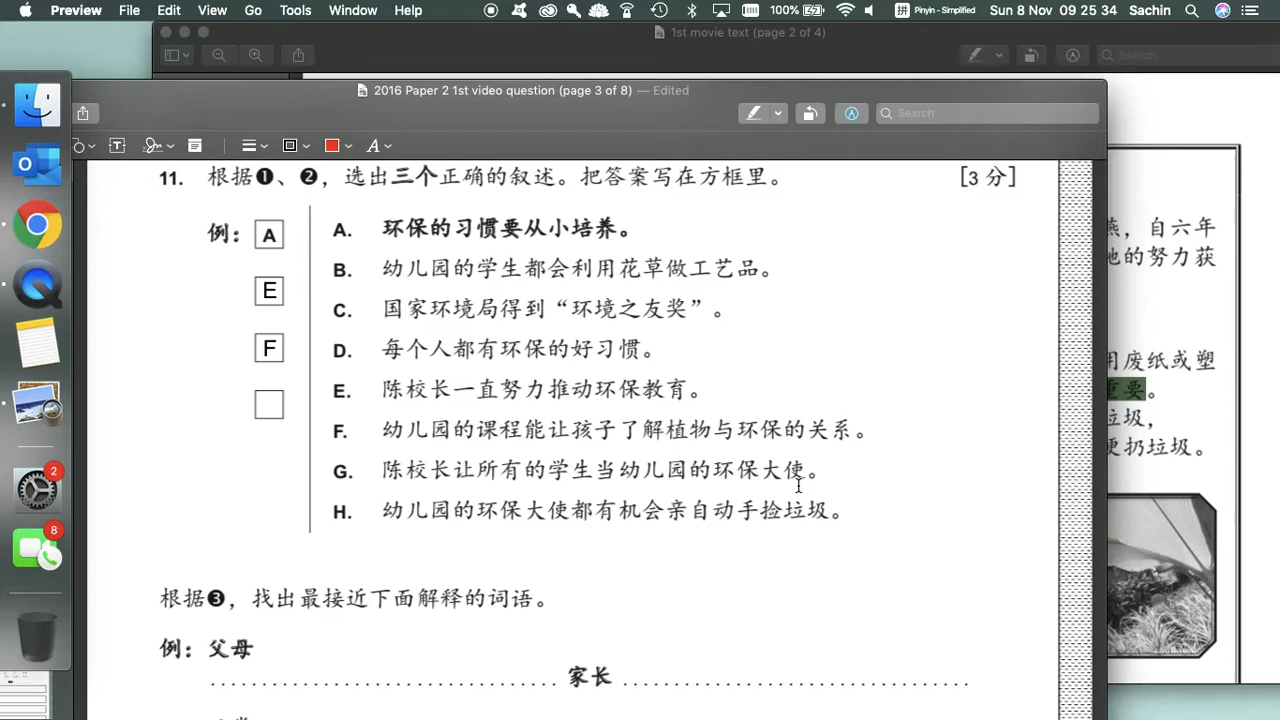 Preview File Edit View Go Tools Window Help 100% Pinyin - Simplified Sun 8 Nov 09 25 34 Sachin
1st movie text (page 2 of 4)
Search
2016 Paper 2 1st video question (page 3 of 8) — Edited
Search
11. 根据❶、❷，选出三个正确的叙述。把答案写在方框里。 [3 分]
例： A A. 环保的习惯要从小培养。
B. 幼儿园的学生都会利用花草做工艺品。
E
C. 国家环境局得到“环境之友奖”。
F D. 每个人都有环保的好习惯。
E. 陈校长一直努力推动环保教育。
F. 幼儿园的课程能让孩子了解植物与环保的关系。
G. 陈校长让所有的学生当幼儿园的环保大使。
H. 幼儿园的环保大使都有机会亲自动手捡垃圾。
根据❸，找出最接近下面解释的词语。
例：父母
家长
燕，自六年
他的努力获
用废纸或塑
重要。
垃圾，
便扔垃圾。
2
8